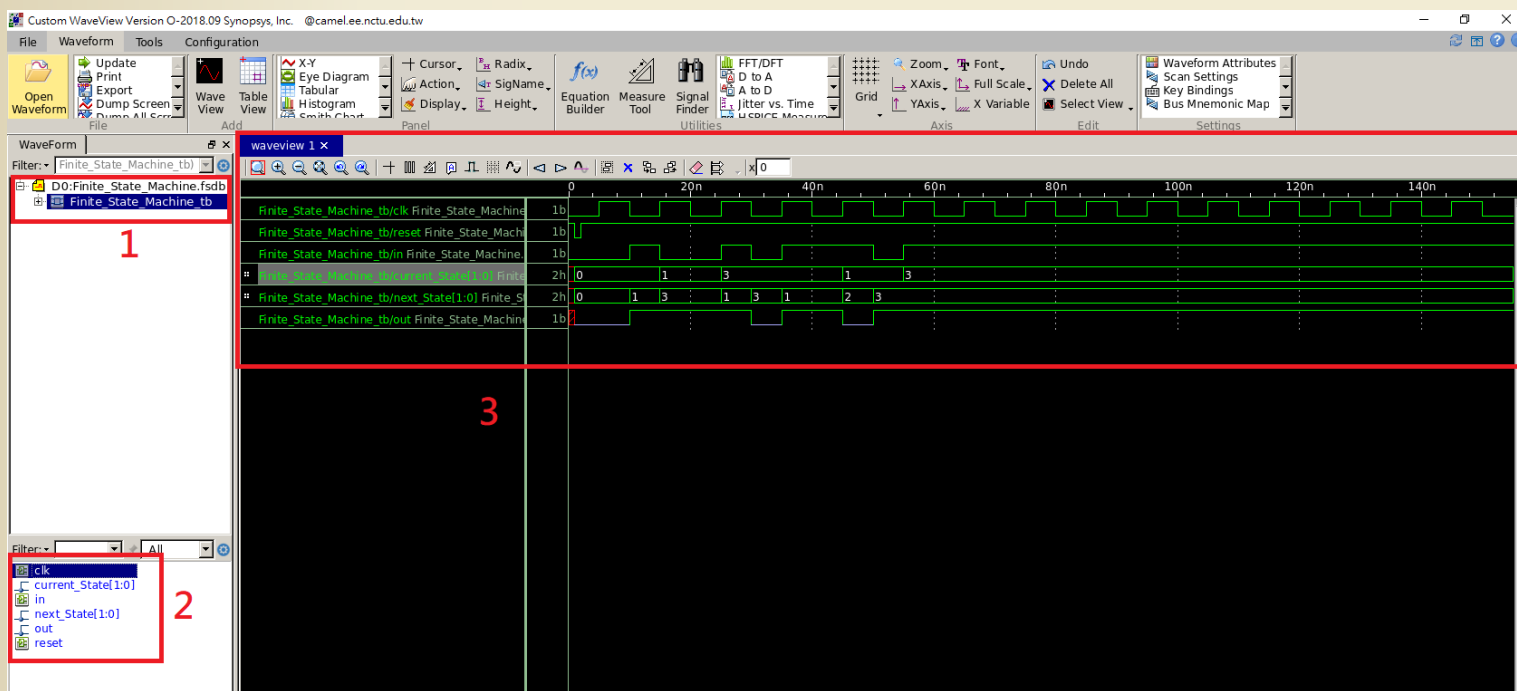 Custom WaveView Version O-2018.09 Synopsys, Inc. @camel.ee.nctu.edu.tw
File Waveform Tools Configuration
Open Waveform
Update
Print
Export
Dump Screen
Dump All Scre
File
Wave View
Table View
Add
X-Y
Eye Diagram
Tabular
Histogram
Smith Chart
Cursor
Action
Display
Radix
SigName
Height
Panel
f(x)
Equation Builder
Measure Tool
Signal Finder
FFT/DFT
D to A
A to D
Jitter vs. Time
HSPICE Measure
Utilities
Grid
Zoom
XAxis
YAxis
Font
Full Scale
X Variable
Axis
Undo
Delete All
Select View
Edit
Waveform Attributes
Scan Settings
Key Bindings
Bus Mnemonic Map
Settings
WaveForm
Filter: Finite_State_Machine_tb)
D0:Finite_State_Machine.fsdb
Finite_State_Machine_tb
1
Filter: All
clk
current_State[1:0]
in
next_State[1:0]
out
reset
2
waveview 1
x 0
0 20n 40n 60n 80n 100n 120n 140n
Finite_State_Machine_tb/clk Finite_State_Machine 1b
Finite_State_Machine_tb/reset Finite_State_Machi 1b
Finite_State_Machine_tb/in Finite_State_Machine. 1b
Finite_State_Machine_tb/current_State[1:0] Finite 2h 0 1 3 1 3
Finite_State_Machine_tb/next_State[1:0] Finite_S 2h 0 1 3 1 3 1 2 3
Finite_State_Machine_tb/out Finite_State_Machin 1b
3